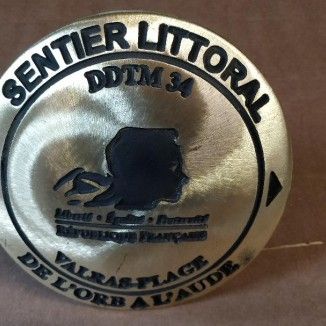 SENTIER LITTORAL
DDTM 34
Liberté • Égalité • Fraternité
RÉPUBLIQUE FRANÇAISE
VALRAS-PLAGE
DE L'ORB A L'AUDE